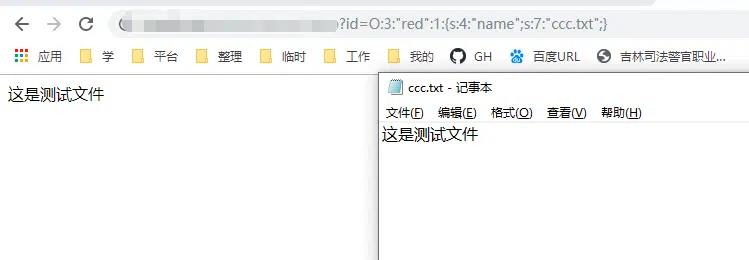 ?id=O:3:"red":1:{s:4:"name";s:7:"ccc.txt";}
应用 学 平台 整理 临时 工作 我的 GH 百度URL 吉林司法警官职业...
这是测试文件
ccc.txt - 记事本
文件(F) 编辑(E) 格式(O) 查看(V) 帮助(H)
这是测试文件